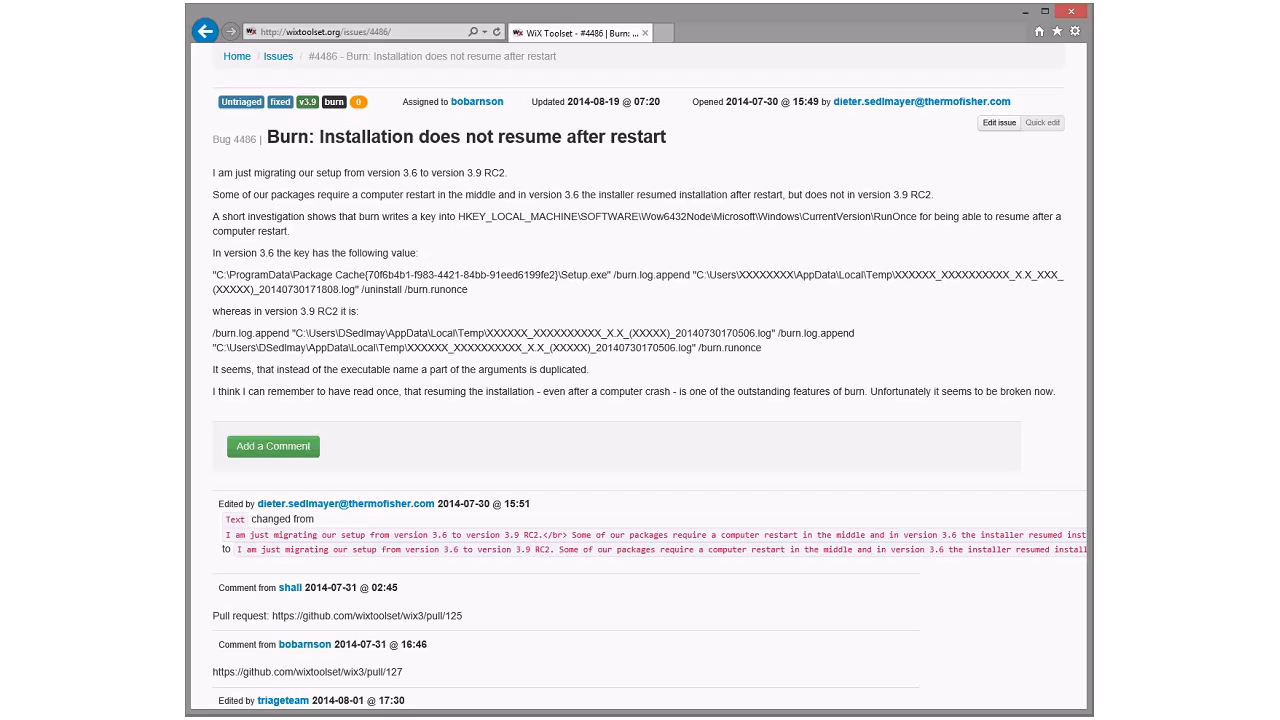 http://wixtoolset.org/issues/4486/
WiX Toolset - #4486 | Burn: ...
Home / Issues / #4486 - Burn: Installation does not resume after restart
Untriaged fixed v3.9 burn 0 Assigned to bobarnson Updated 2014-08-19 @ 07:20 Opened 2014-07-30 @ 15:49 by dieter.sedlmayer@thermofisher.com
Edit issue Quick edit
Bug 4486 | Burn: Installation does not resume after restart
I am just migrating our setup from version 3.6 to version 3.9 RC2.
Some of our packages require a computer restart in the middle and in version 3.6 the installer resumed installation after restart, but does not in version 3.9 RC2.
A short investigation shows that burn writes a key into HKEY_LOCAL_MACHINE\SOFTWARE\Wow6432Node\Microsoft\Windows\CurrentVersion\RunOnce for being able to resume after a
computer restart.
In version 3.6 the key has the following value:
"C:\ProgramData\Package Cache{70f6b4b1-f983-4421-84bb-91eed6199fe2}\Setup.exe" /burn.log.append "C:\Users\XXXXXXXX\AppData\Local\Temp\XXXXXX_XXXXXXXXXX_X.X_XXX_
(XXXXX)_20140730171808.log" /uninstall /burn.runonce
whereas in version 3.9 RC2 it is:
/burn.log.append "C:\Users\DSedlmay\AppData\Local\Temp\XXXXXX_XXXXXXXXXX_X.X_(XXXXX)_20140730170506.log" /burn.log.append
"C:\Users\DSedlmay\AppData\Local\Temp\XXXXXX_XXXXXXXXXX_X.X_(XXXXX)_20140730170506.log" /burn.runonce
It seems, that instead of the executable name a part of the arguments is duplicated.
I think I can remember to have read once, that resuming the installation - even after a computer crash - is one of the outstanding features of burn. Unfortunately it seems to be broken now.
Add a Comment
Edited by dieter.sedlmayer@thermofisher.com 2014-07-30 @ 15:51
Text changed from
I am just migrating our setup from version 3.6 to version 3.9 RC2.</br> Some of our packages require a computer restart in the middle and in version 3.6 the installer resumed inst
to I am just migrating our setup from version 3.6 to version 3.9 RC2. Some of our packages require a computer restart in the middle and in version 3.6 the installer resumed instal
Comment from shall 2014-07-31 @ 02:45
Pull request: https://github.com/wixtoolset/wix3/pull/125
Comment from bobarnson 2014-07-31 @ 16:46
https://github.com/wixtoolset/wix3/pull/127
Edited by triageteam 2014-08-01 @ 17:30